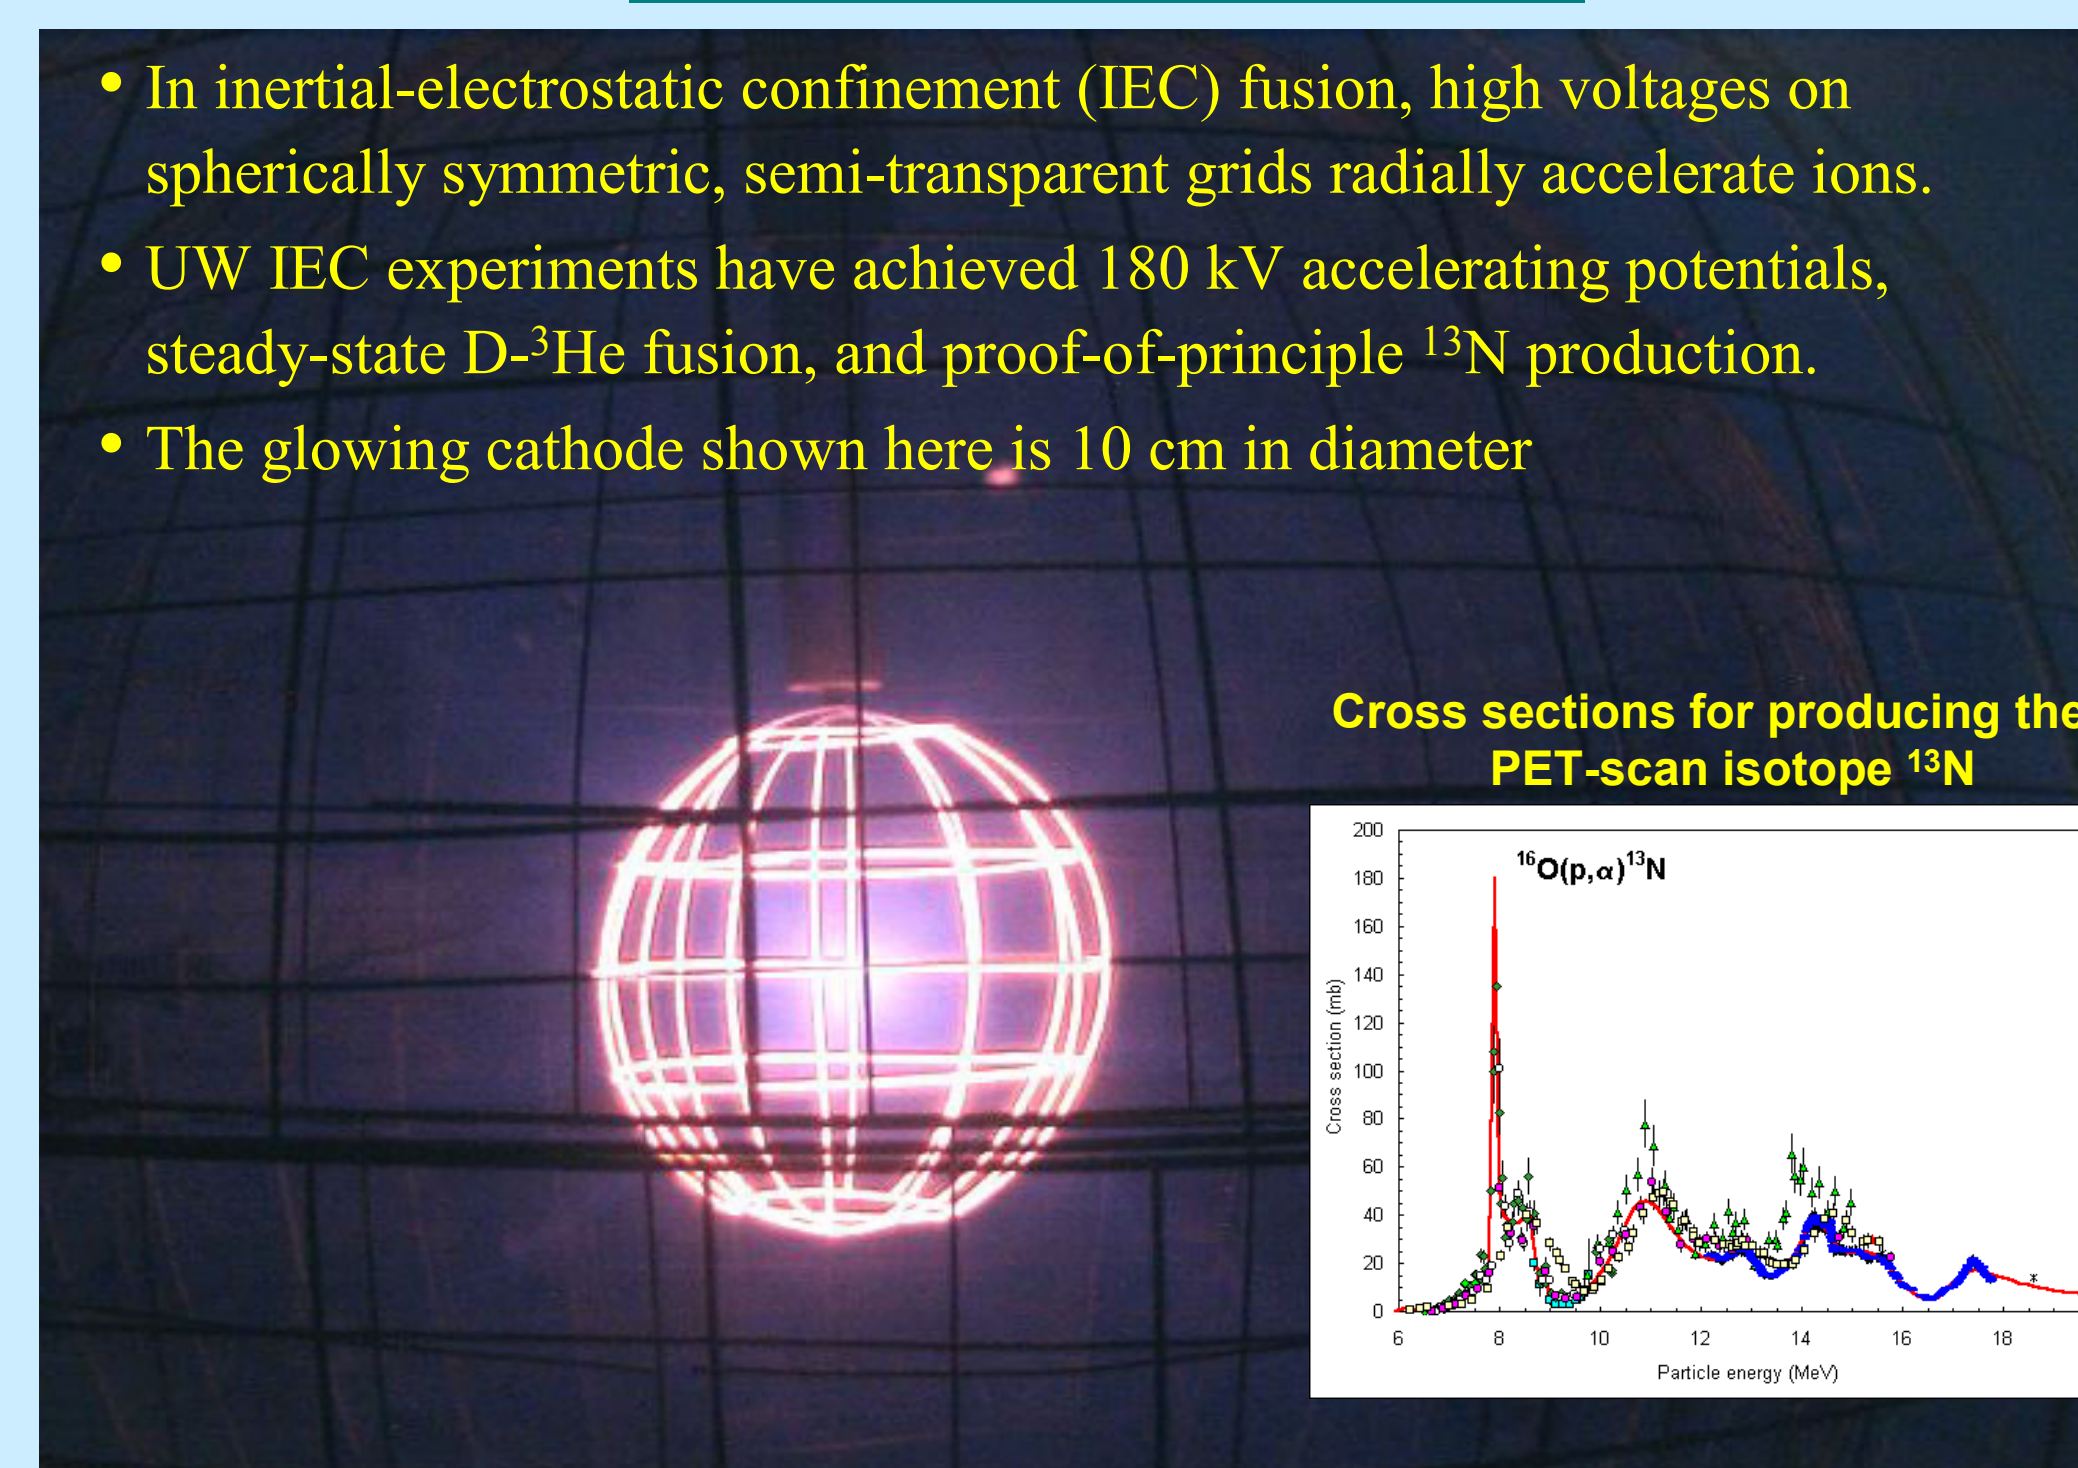 • In inertial-electrostatic confinement (IEC) fusion, high voltages on
spherically symmetric, semi-transparent grids radially accelerate ions.
• UW IEC experiments have achieved 180 kV accelerating potentials,
steady-state D-³He fusion, and proof-of-principle ¹³N production.
• The glowing cathode shown here is 10 cm in diameter
Cross sections for producing the
PET-scan isotope ¹³N
¹⁶O(p,α)¹³N
200
180
160
140
120
100
80
60
40
20
0
Cross section (mb)
6 8 10 12 14 16 18
Particle energy (MeV)